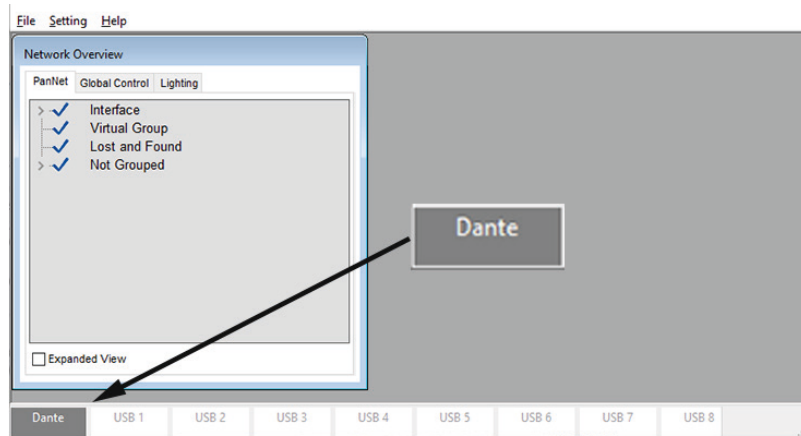 File Setting Help
Network Overview
PanNet Global Control Lighting
Interface
Virtual Group
Lost and Found
Not Grouped
Dante
Expanded View
Dante USB 1 USB 2 USB 3 USB 4 USB 5 USB 6 USB 7 USB 8